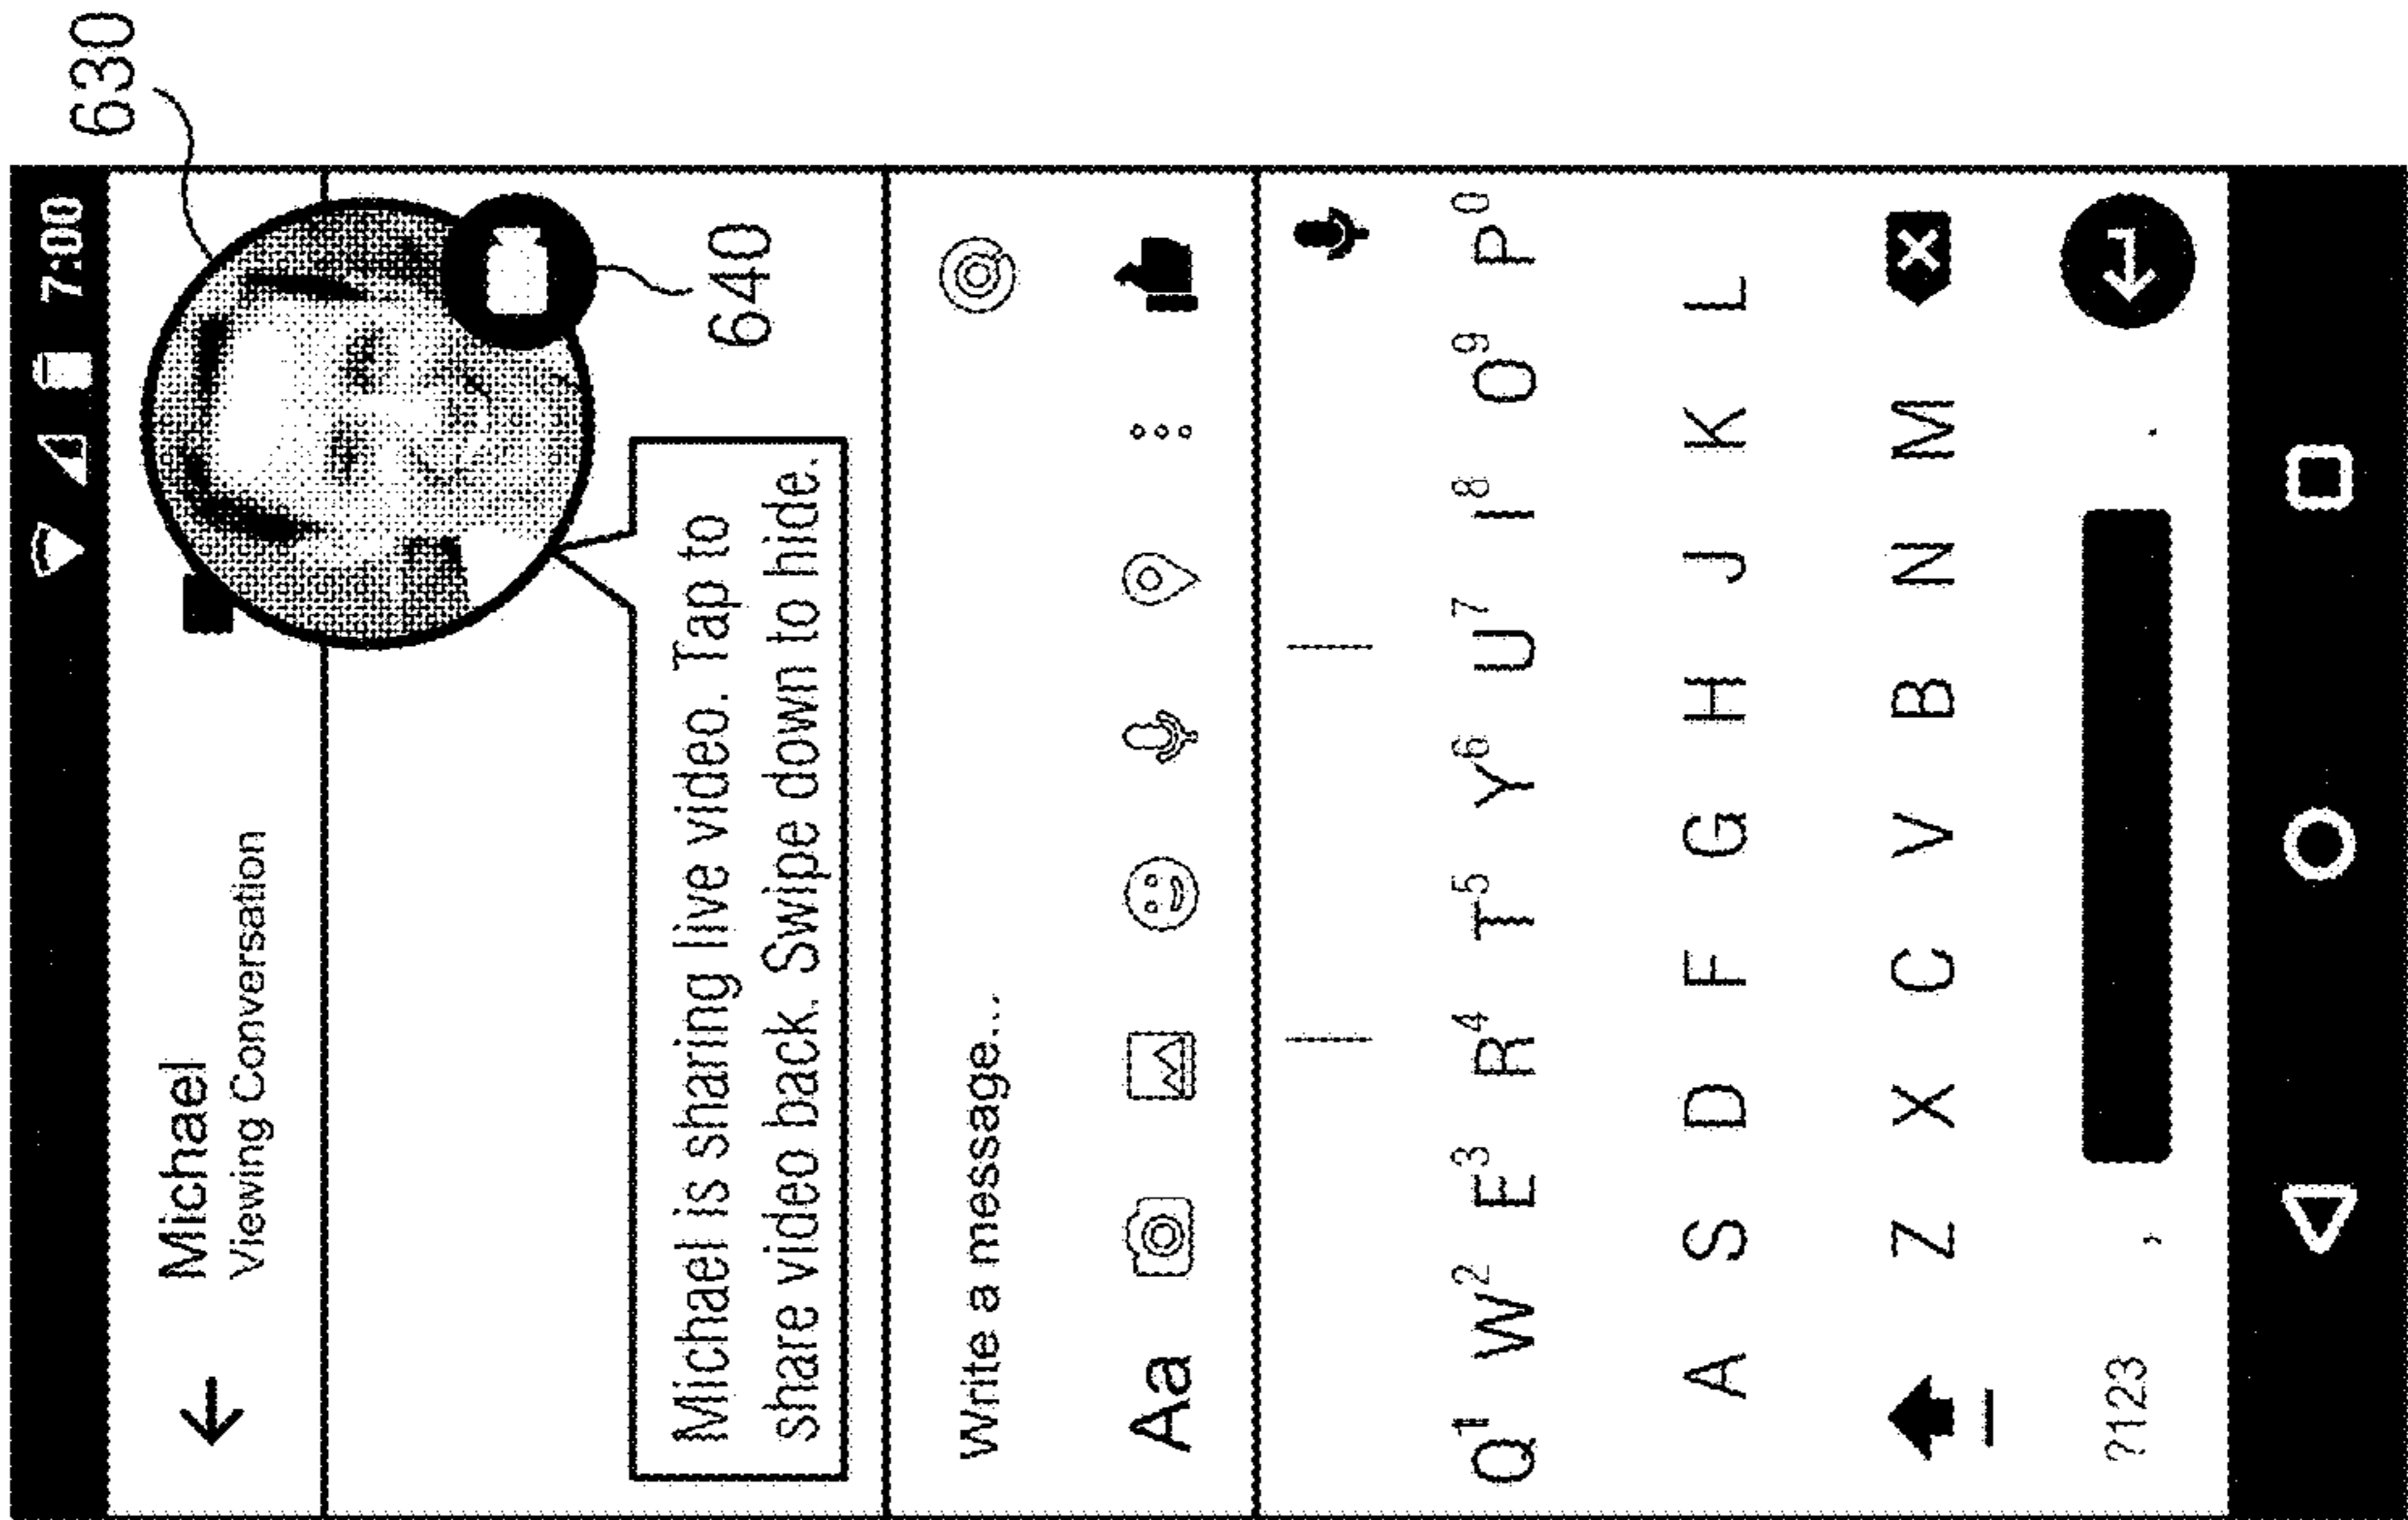 630
7:00
Michael
Viewing Conversation
640
Michael is sharing live video. Tap to
share video back. Swipe down to hide.
Write a message...
Aa
Q1 W2 E3 R4 T5 Y6 U7 I8 O9 P0
A S D F G H J K L
Z X C V B N M
?123 , .